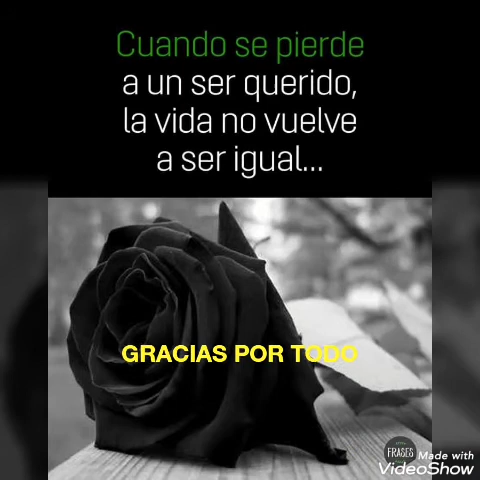 Cuando se pierde
a un ser querido,
la vida no vuelve
a ser igual...
GRACIAS POR TODO
FRASES
Made with
VideoShow